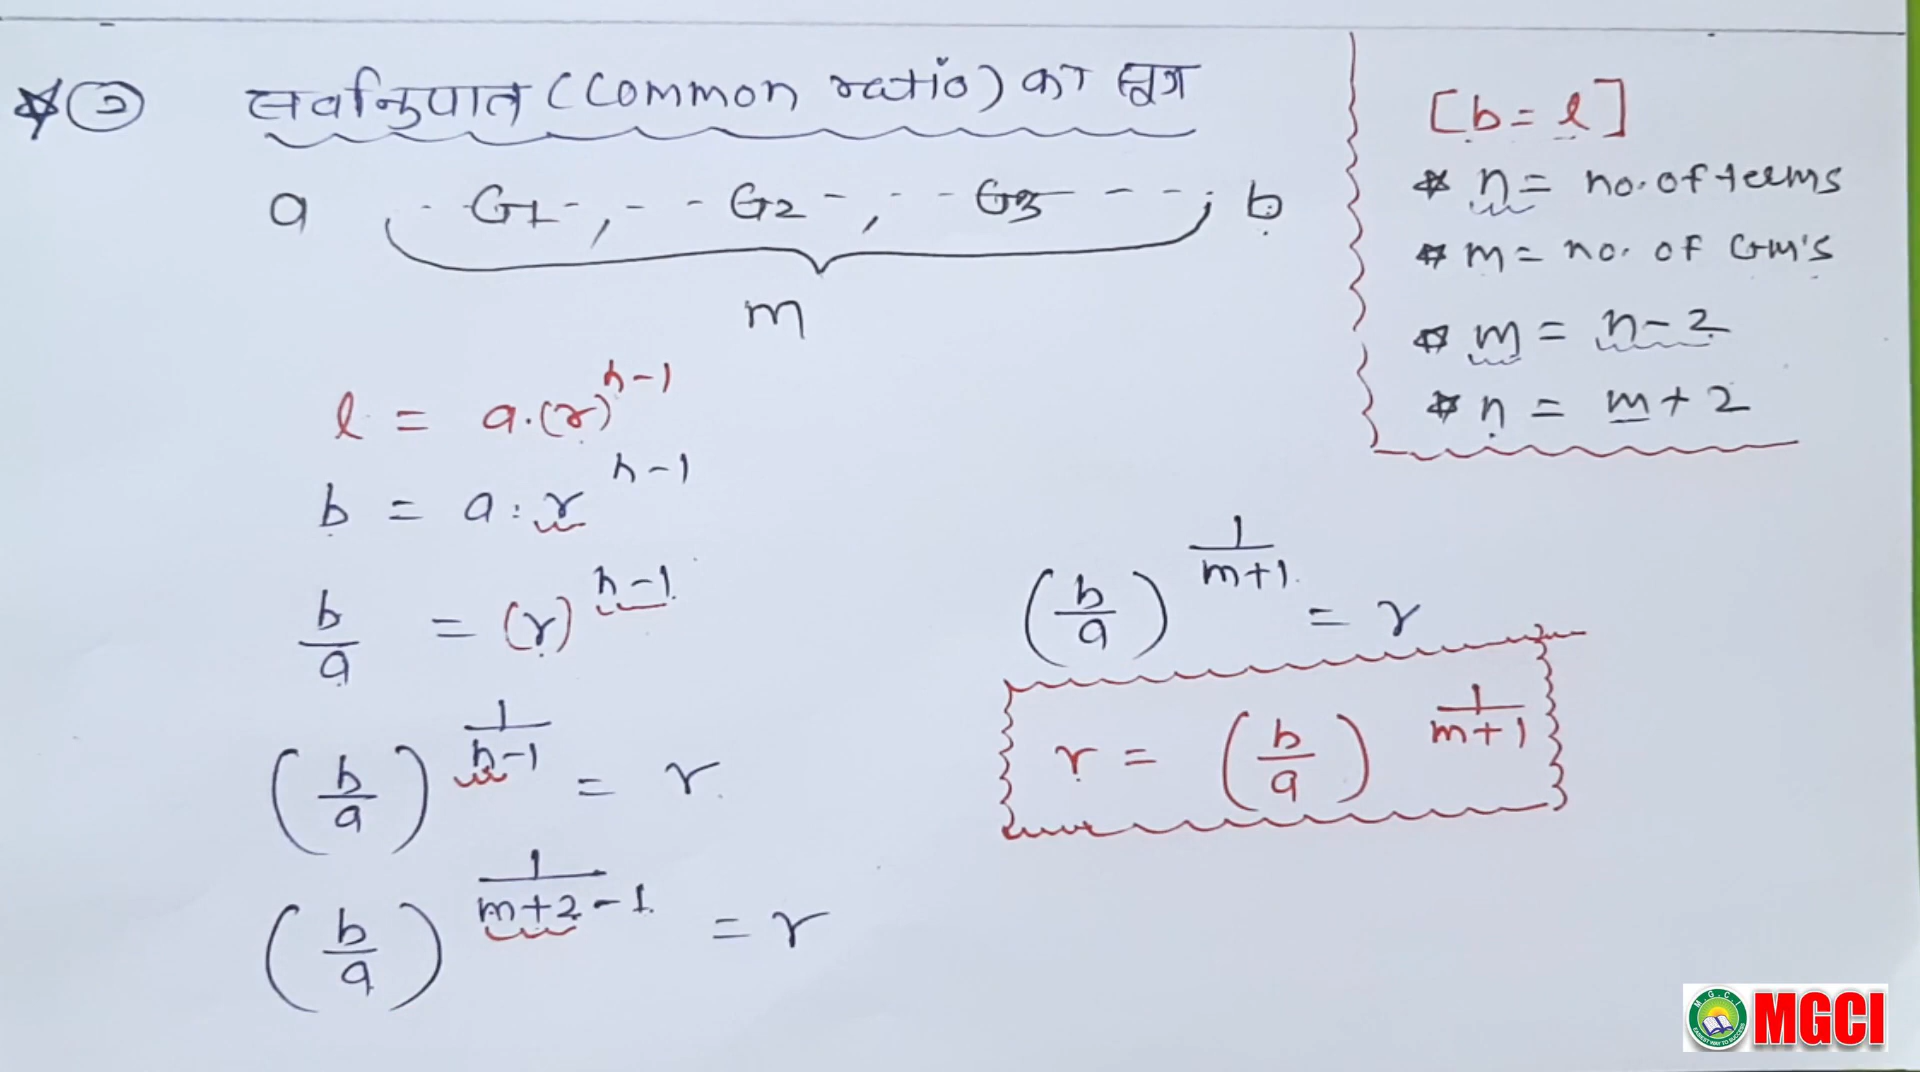 ② सर्वानुपात (Common ratio) का सूत्र
a , - - G1 - , - - G2 - , - - G3 - - - , b
m
l = a.(r)^{n-1}
b = a . r^{n-1}
b/a = (r)^{n-1}
(b/a)^{1/(n-1)} = r
(b/a)^{1/(m+2-1)} = r
[b = l]
* n = no. of terms
* m = no. of Gm's
* m = n-2
* n = m+2
(b/a)^{1/(m+1)} = r
r = (b/a)^{1/(m+1)}
M.G.C.I
MGCI